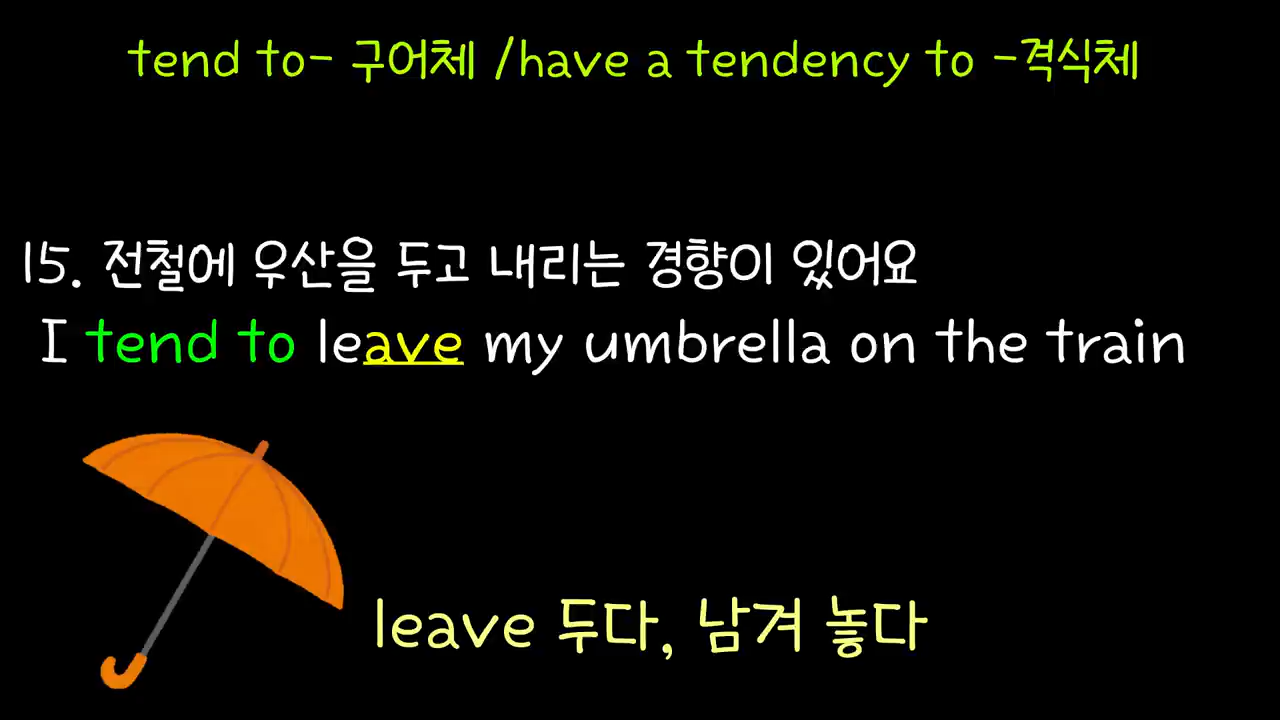 tend to- 구어체 /have a tendency to -격식체
15. 전철에 우산을 두고 내리는 경향이 있어요
I tend to leave my umbrella on the train
leave 두다, 남겨 놓다